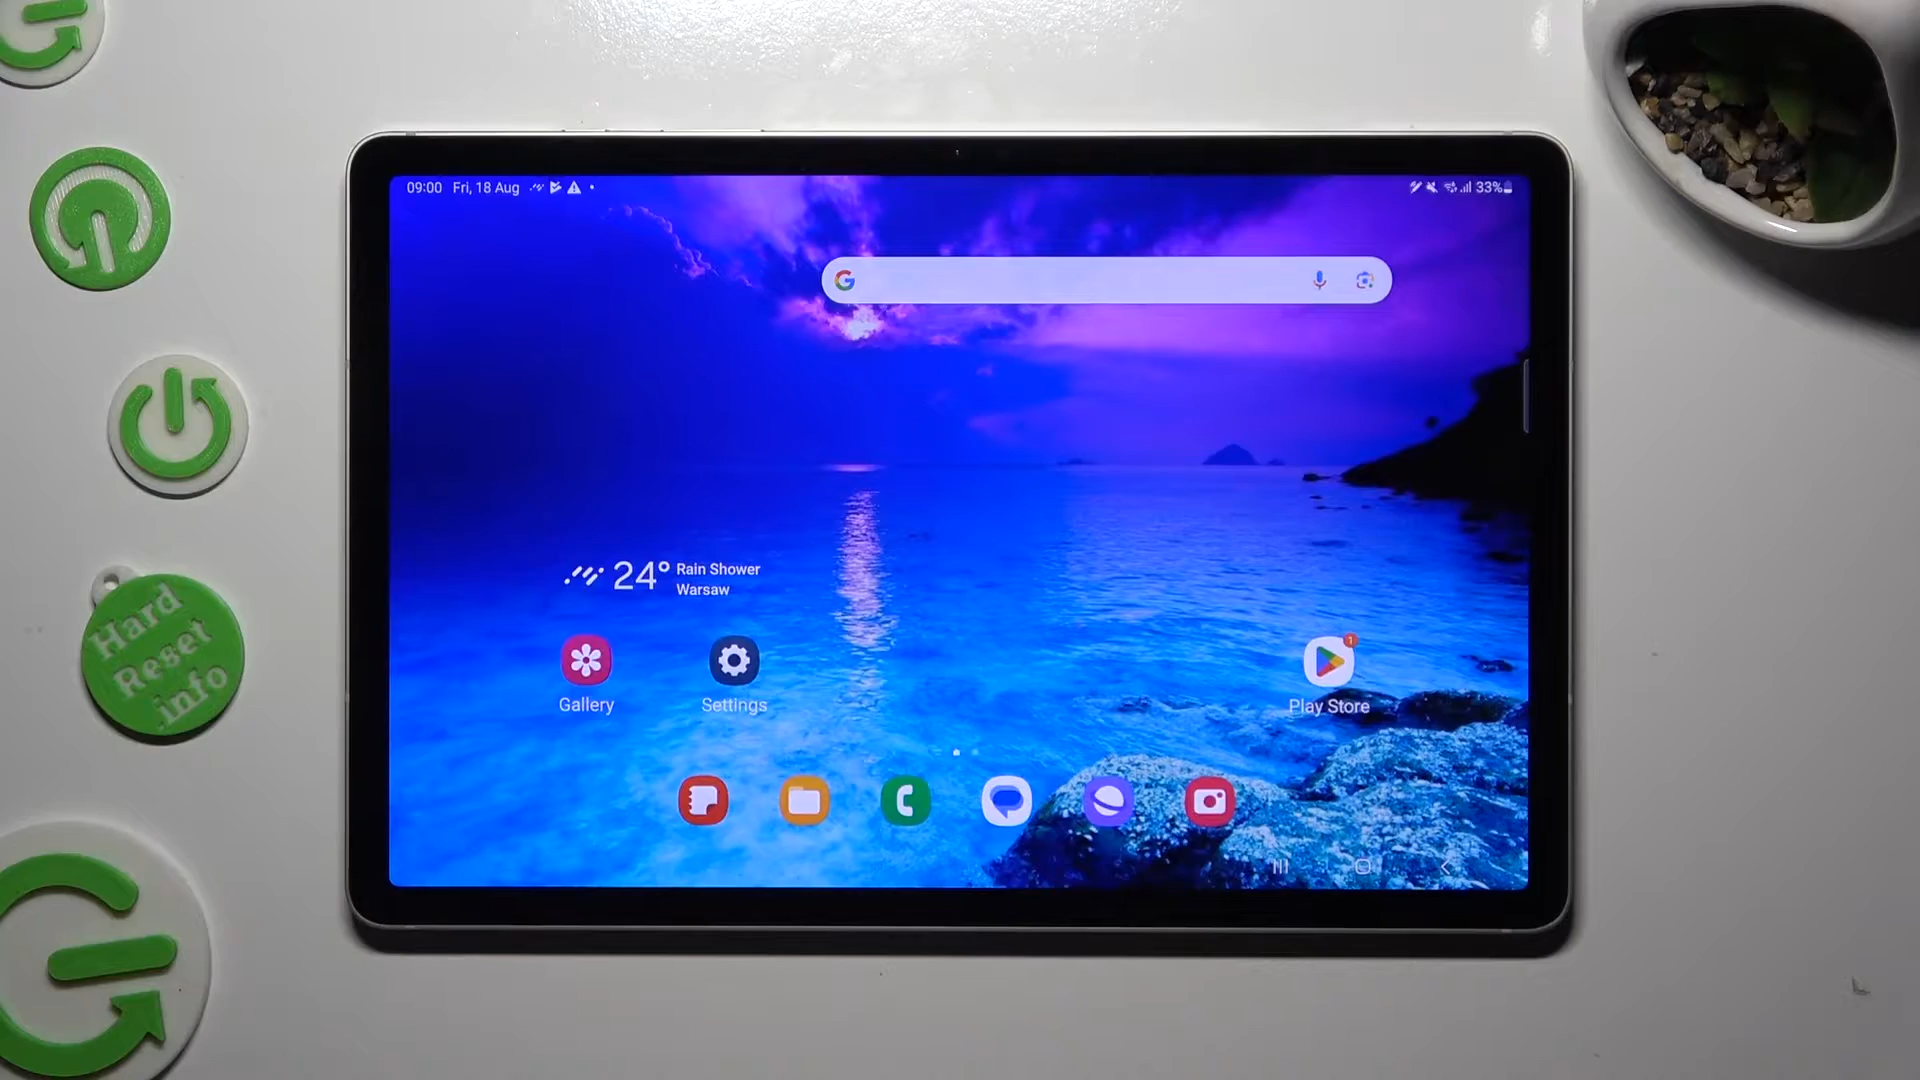 09:00 Fri, 18 Aug
33%
24° Rain Shower
Warsaw
Gallery
Settings
1
Play Store
Hard
Reset
.info